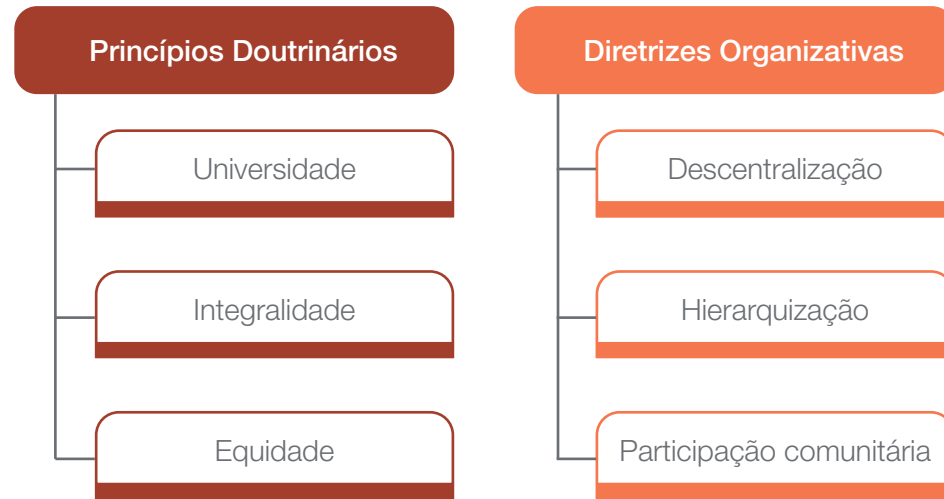 Princípios Doutrinários
Universidade
Integralidade
Equidade
Diretrizes Organizativas
Descentralização
Hierarquização
Participação comunitária